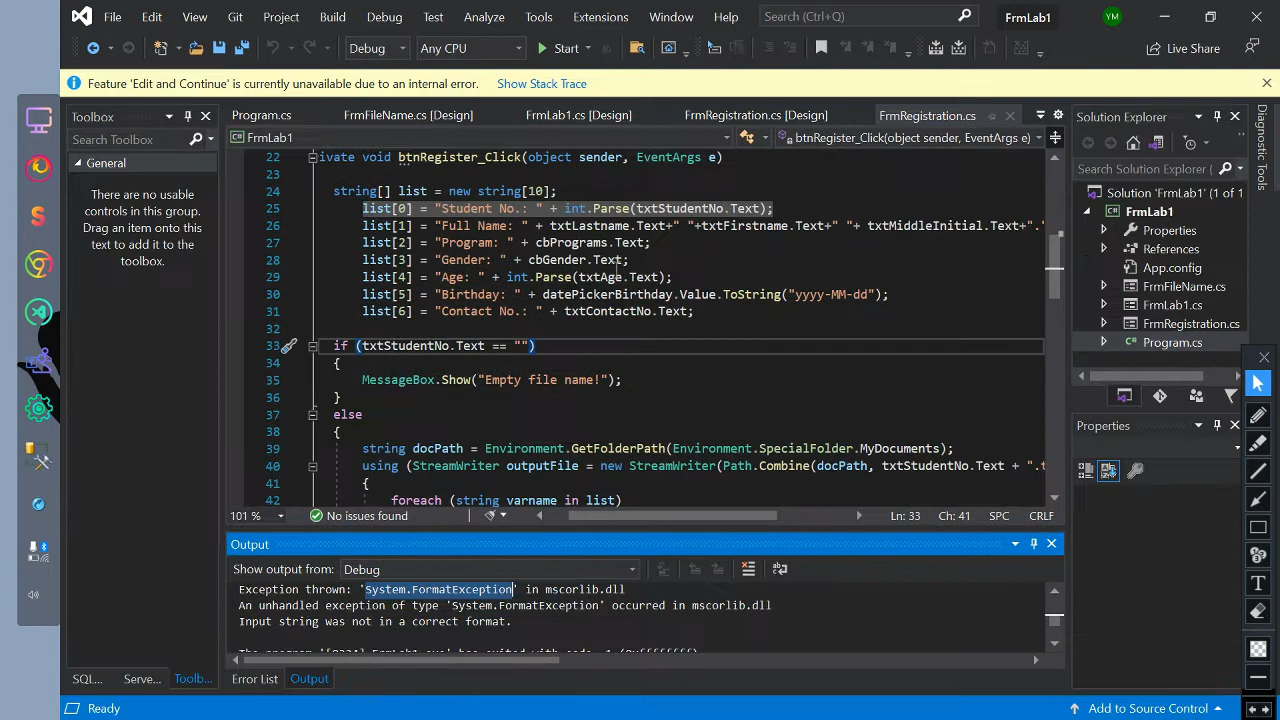 File Edit View Git Project Build Debug Test Analyze Tools Extensions Window Help Search (Ctrl+Q) FrmLab1 YM
Debug Any CPU Start Live Share
Feature 'Edit and Continue' is currently unavailable due to an internal error. Show Stack Trace
Toolbox
Search Toolbox
General
There are no usable
controls in this group.
Drag an item onto this
text to add it to the
toolbox.
SQL... Serve... Toolb...
Program.cs FrmFileName.cs [Design] FrmLab1.cs [Design] FrmRegistration.cs [Design] FrmRegistration.cs
FrmLab1 btnRegister_Click(object sender, EventArgs e)
22 ivate void btnRegister_Click(object sender, EventArgs e)
23
24 string[] list = new string[10];
25 list[0] = "Student No.: " + int.Parse(txtStudentNo.Text);
26 list[1] = "Full Name: " + txtLastname.Text+" "+txtFirstname.Text+" "+ txtMiddleInitial.Text+"."
27 list[2] = "Program: " + cbPrograms.Text;
28 list[3] = "Gender: " + cbGender.Text;
29 list[4] = "Age: " + int.Parse(txtAge.Text);
30 list[5] = "Birthday: " + datePickerBirthday.Value.ToString("yyyy-MM-dd");
31 list[6] = "Contact No.: " + txtContactNo.Text;
32
33 if (txtStudentNo.Text == "")
34 {
35 MessageBox.Show("Empty file name!");
36 }
37 else
38 {
39 string docPath = Environment.GetFolderPath(Environment.SpecialFolder.MyDocuments);
40 using (StreamWriter outputFile = new StreamWriter(Path.Combine(docPath, txtStudentNo.Text + ".t
41 {
42 foreach (string varname in list)
101 % No issues found Ln: 33 Ch: 41 SPC CRLF
Output
Show output from: Debug
Exception thrown: 'System.FormatException' in mscorlib.dll
An unhandled exception of type 'System.FormatException' occurred in mscorlib.dll
Input string was not in a correct format.
Error List Output
Solution Explorer
Search Solution Explorer
Solution 'FrmLab1' (1 of 1
FrmLab1
Properties
References
App.config
FrmFileName.cs
FrmLab1.cs
FrmRegistration.cs
Program.cs
Properties
Diagnostic Tools
T
Ready Add to Source Control